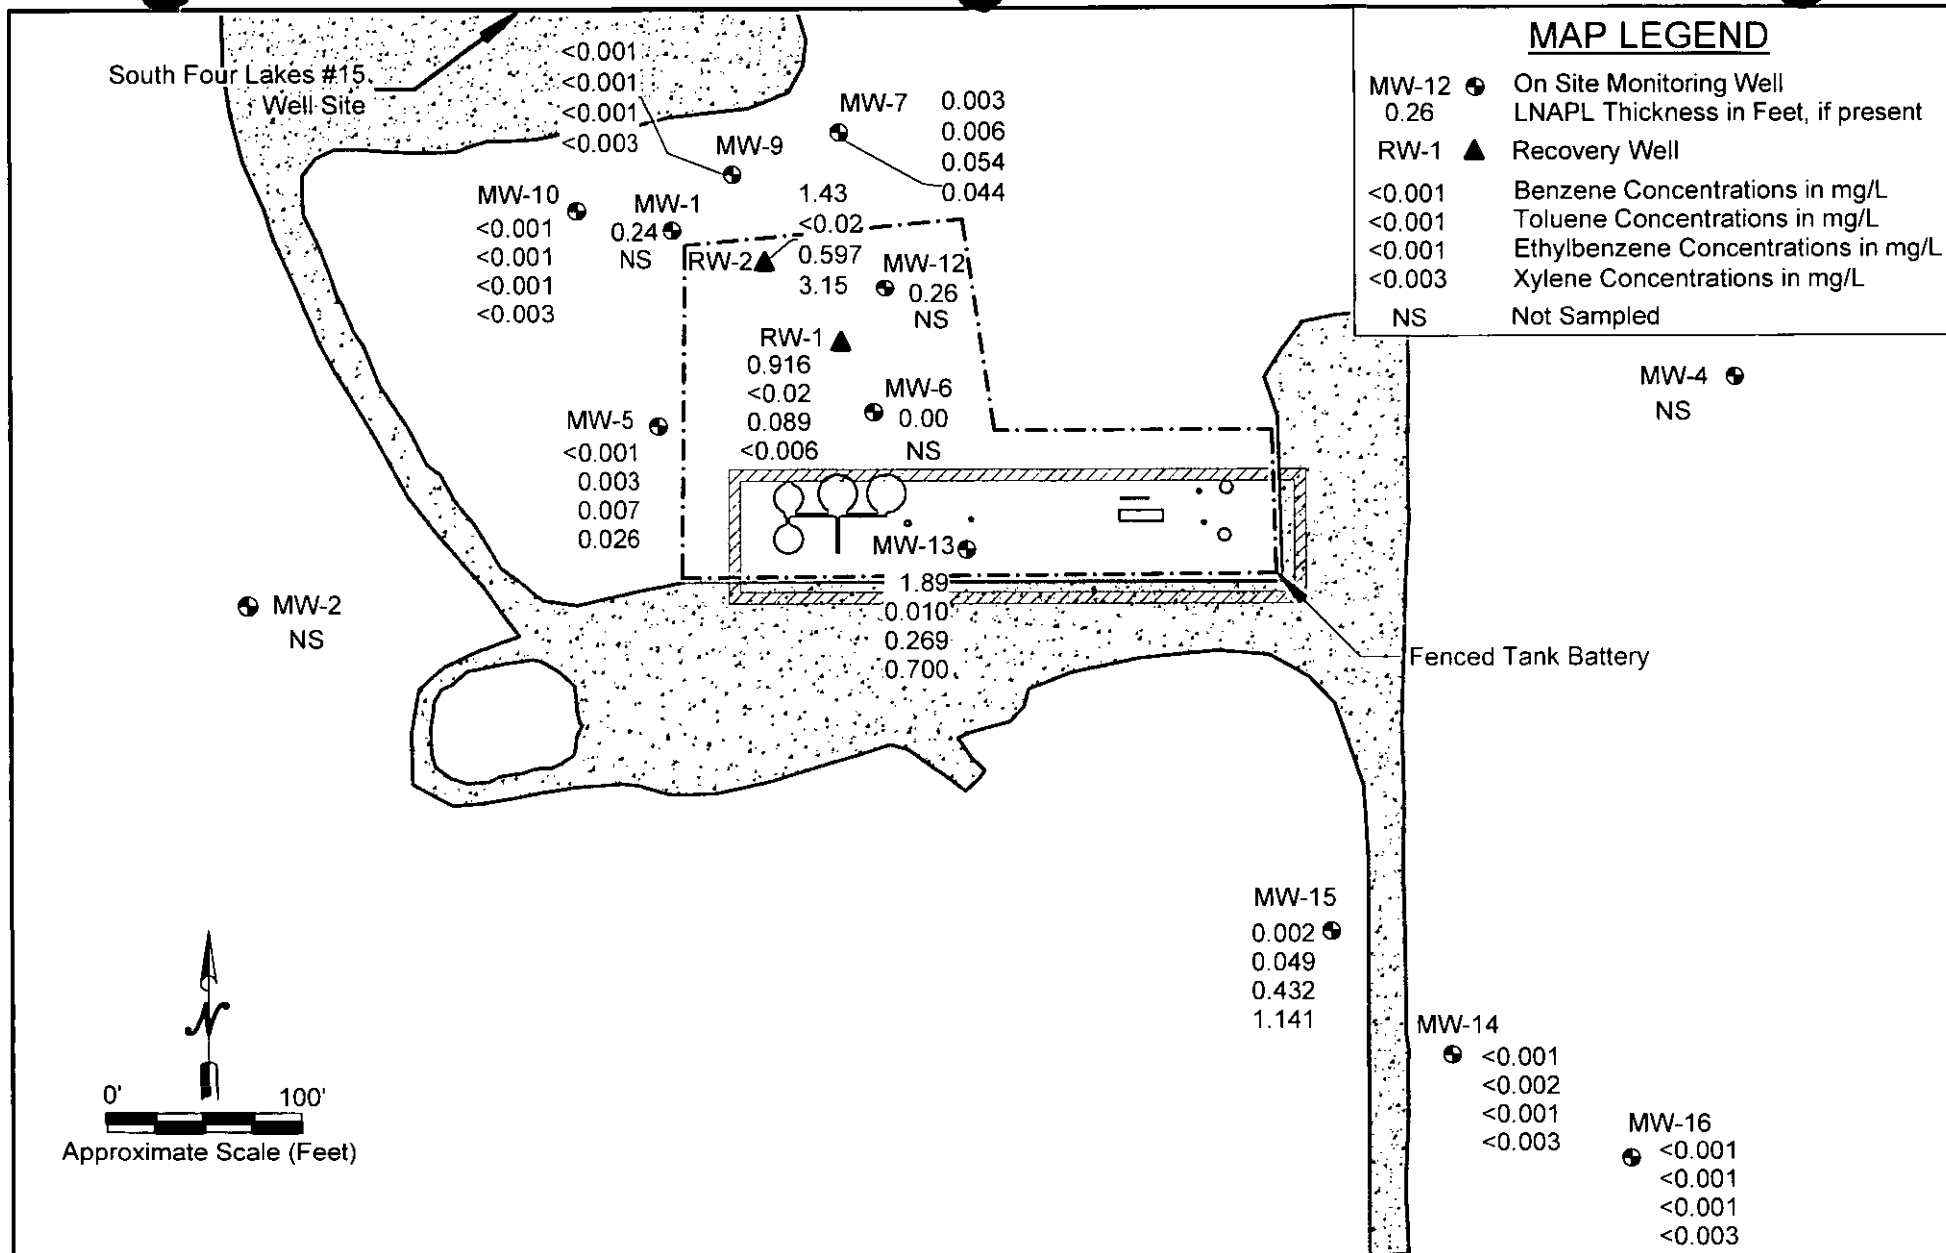 South Four Lakes #15
Well Site
<0.001
<0.001
<0.001
<0.003
MW-9
MW-7
0.003
0.006
0.054
0.044
MW-10
<0.001
<0.001
<0.001
<0.003
MW-1
0.24
NS
RW-2
1.43
<0.02
0.597
3.15
MW-12
0.26
NS
RW-1
0.916
<0.02
0.089
<0.006
MW-6
0.00
NS
MW-5
<0.001
0.003
0.007
0.026
MW-13
1.89
0.010
0.269
0.700
MW-2
NS
MAP LEGEND
MW-12 On Site Monitoring Well
0.26 LNAPL Thickness in Feet, if present
RW-1 Recovery Well
<0.001 Benzene Concentrations in mg/L
<0.001 Toluene Concentrations in mg/L
<0.001 Ethylbenzene Concentrations in mg/L
<0.003 Xylene Concentrations in mg/L
NS Not Sampled
MW-4
NS
Fenced Tank Battery
MW-15
0.002
0.049
0.432
1.141
MW-14
<0.001
<0.002
<0.001
<0.003
MW-16
<0.001
<0.001
<0.001
<0.003
N
0' 100'
Approximate Scale (Feet)